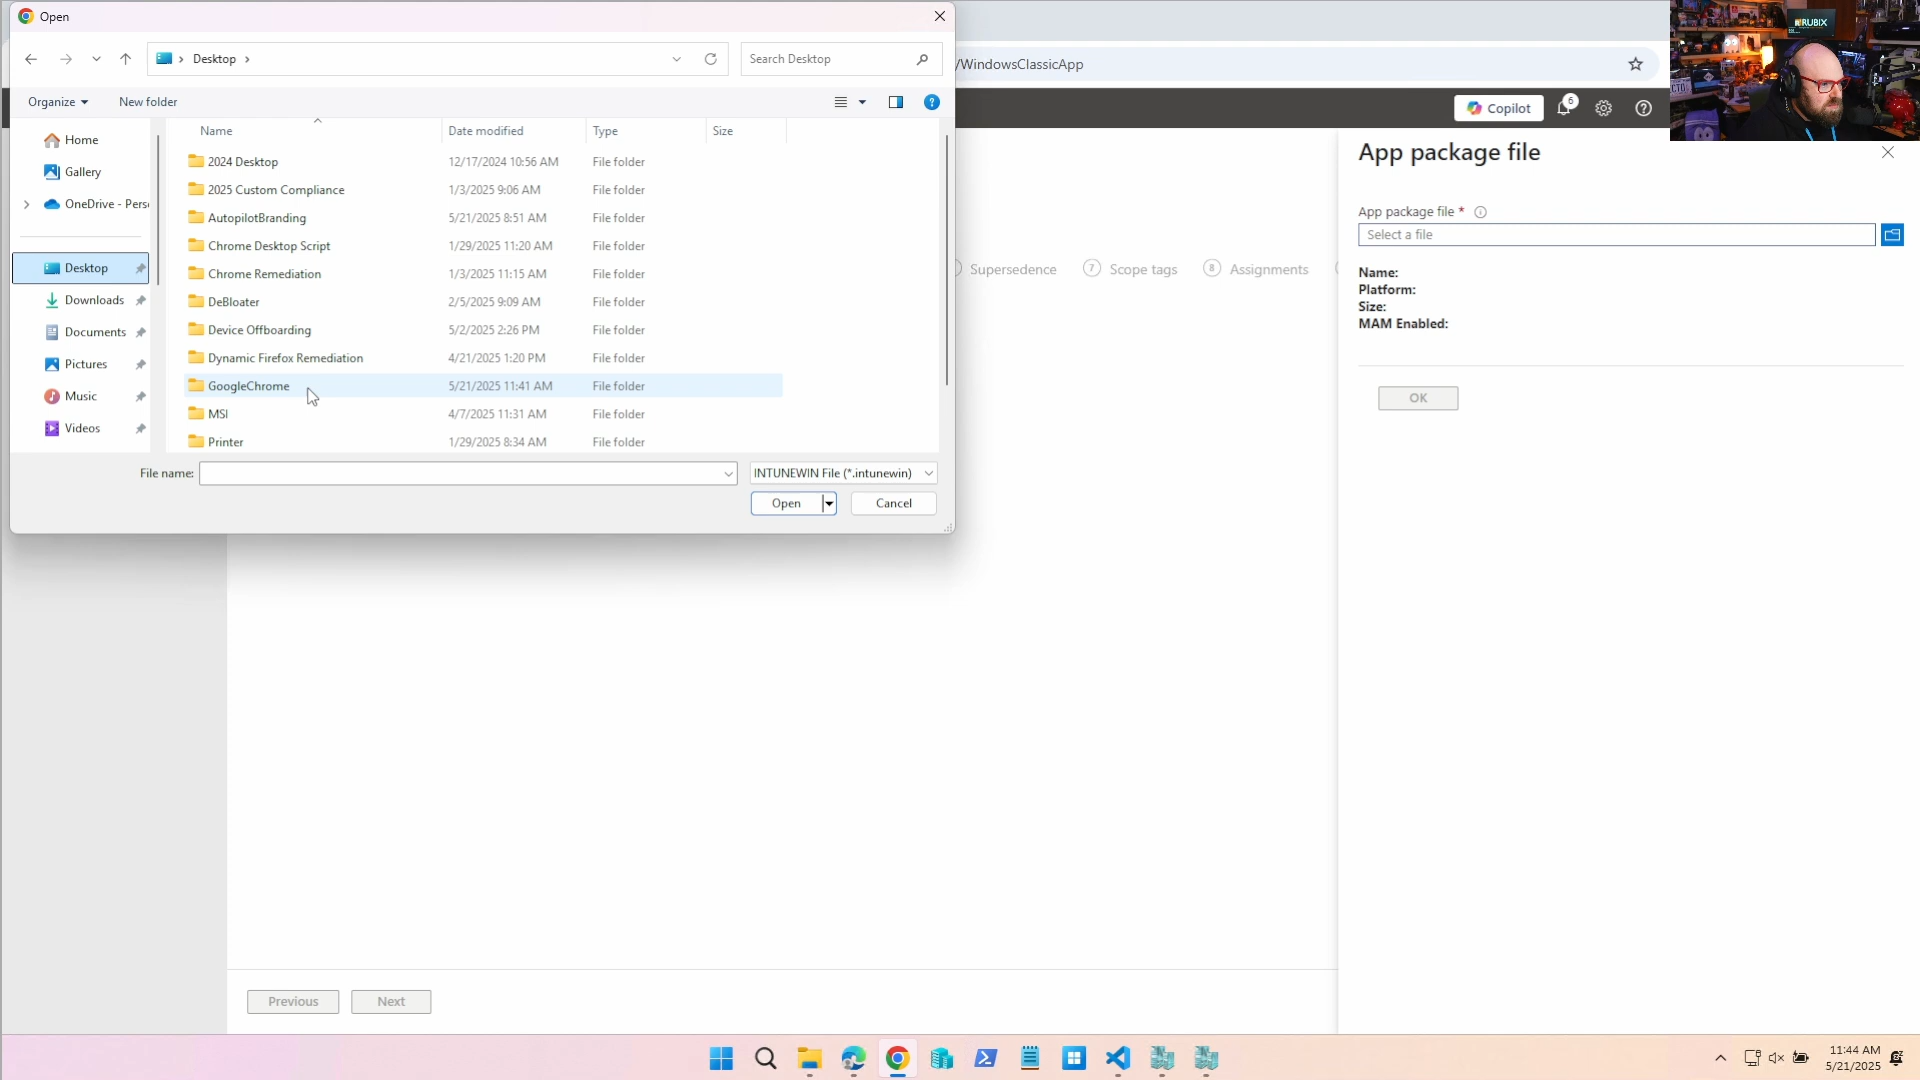 Open
Desktop
Search Desktop
/WindowsClassicApp
RUBIX
Organize
New folder
Copilot
6
Home
Gallery
OneDrive - Pers
Desktop
Downloads
Documents
Pictures
Music
Videos
Name Date modified Type Size
2024 Desktop 12/17/2024 10:56 AM File folder
2025 Custom Compliance 1/3/2025 9:06 AM File folder
AutopilotBranding 5/21/2025 8:51 AM File folder
Chrome Desktop Script 1/29/2025 11:20 AM File folder
Chrome Remediation 1/3/2025 11:15 AM File folder
DeBloater 2/5/2025 9:09 AM File folder
Device Offboarding 5/2/2025 2:26 PM File folder
Dynamic Firefox Remediation 4/21/2025 1:20 PM File folder
GoogleChrome 5/21/2025 11:41 AM File folder
MSI 4/7/2025 11:31 AM File folder
Printer 1/29/2025 8:34 AM File folder
File name:
INTUNEWIN File (*.intunewin)
Open
Cancel
Supersedence
7 Scope tags
8 Assignments
App package file
App package file *
Select a file
Name:
Platform:
Size:
MAM Enabled:
OK
Previous
Next
11:44 AM
5/21/2025